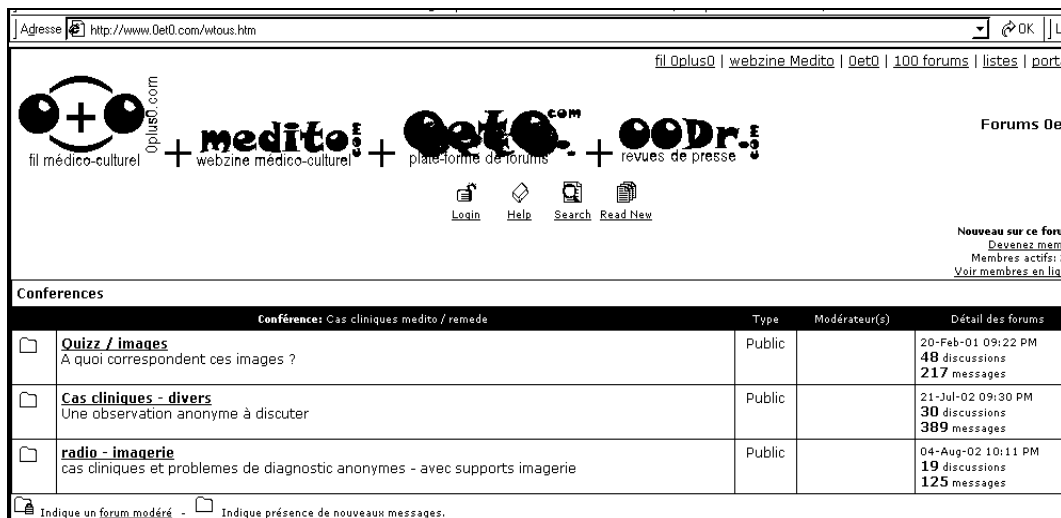 Adresse http://www.0et0.com/wtous.htm OK
fil 0plus0 | webzine Medito | 0et0 | 100 forums | listes |
0+0 0plus0.com
fil médico-culturel
+ medito.com
webzine médico-culturel
+ 0et0.com
plate-forme de forums
+ OODr.com
revues de presse
Forums
Login Help Search Read New
Nouveau sur ce
Devenez
Membres actifs:
Voir membres en
Conferences
Conférence: Cas cliniques medito / remede Type Modérateur(s) Détail des forums
Quizz / images Public 20-Feb-01 09:22 PM
A quoi correspondent ces images ? 48 discussions
217 messages
Cas cliniques - divers Public 21-Jul-02 09:30 PM
Une observation anonyme à discuter 30 discussions
389 messages
radio - imagerie Public 04-Aug-02 10:11 PM
cas cliniques et problemes de diagnostic anonymes - avec supports imagerie 19 discussions
125 messages
Indique un forum modéré - Indique présence de nouveaux messages.